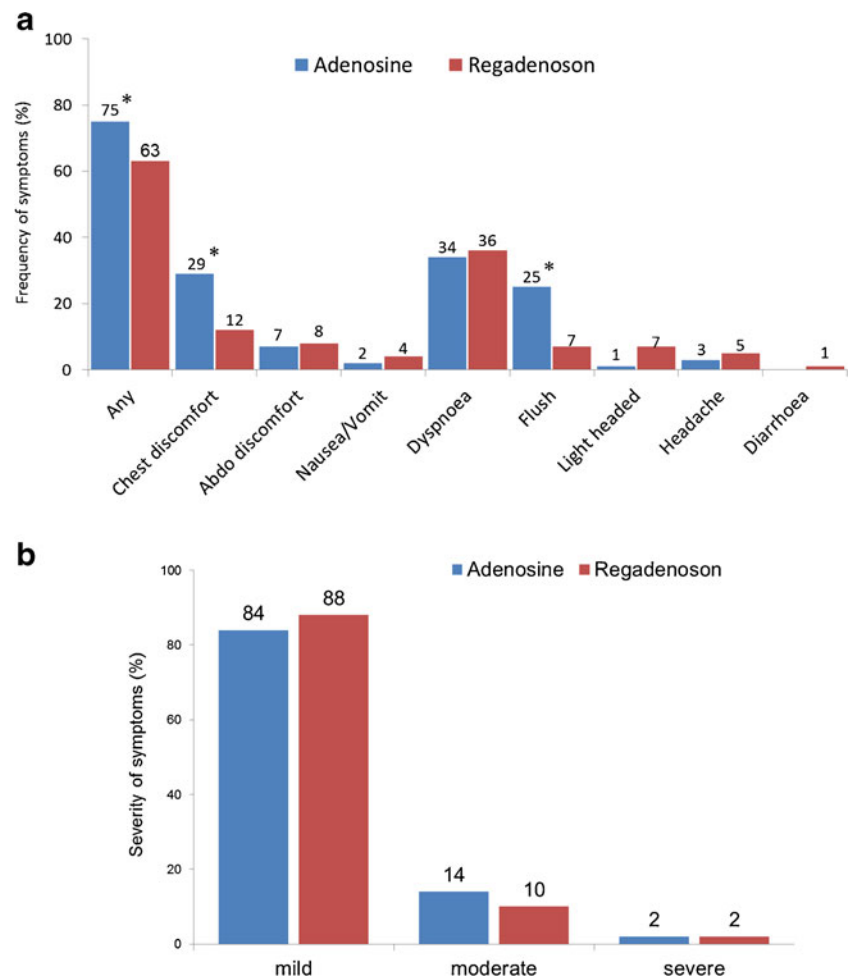 a
Adenosine Regadenoson
Frequency of symptoms (%)
100
80
60
40
20
0
75 *
63
29 *
12
7
8
2
4
34
36
25 *
7
1
7
3
5
1
Any
Chest discomfort
Abdo discomfort
Nausea/Vomit
Dyspnoea
Flush
Light headed
Headache
Diarrhoea
b
Adenosine Regadenoson
Severity of symptoms (%)
100
80
60
40
20
0
84
88
14
10
2
2
mild moderate severe